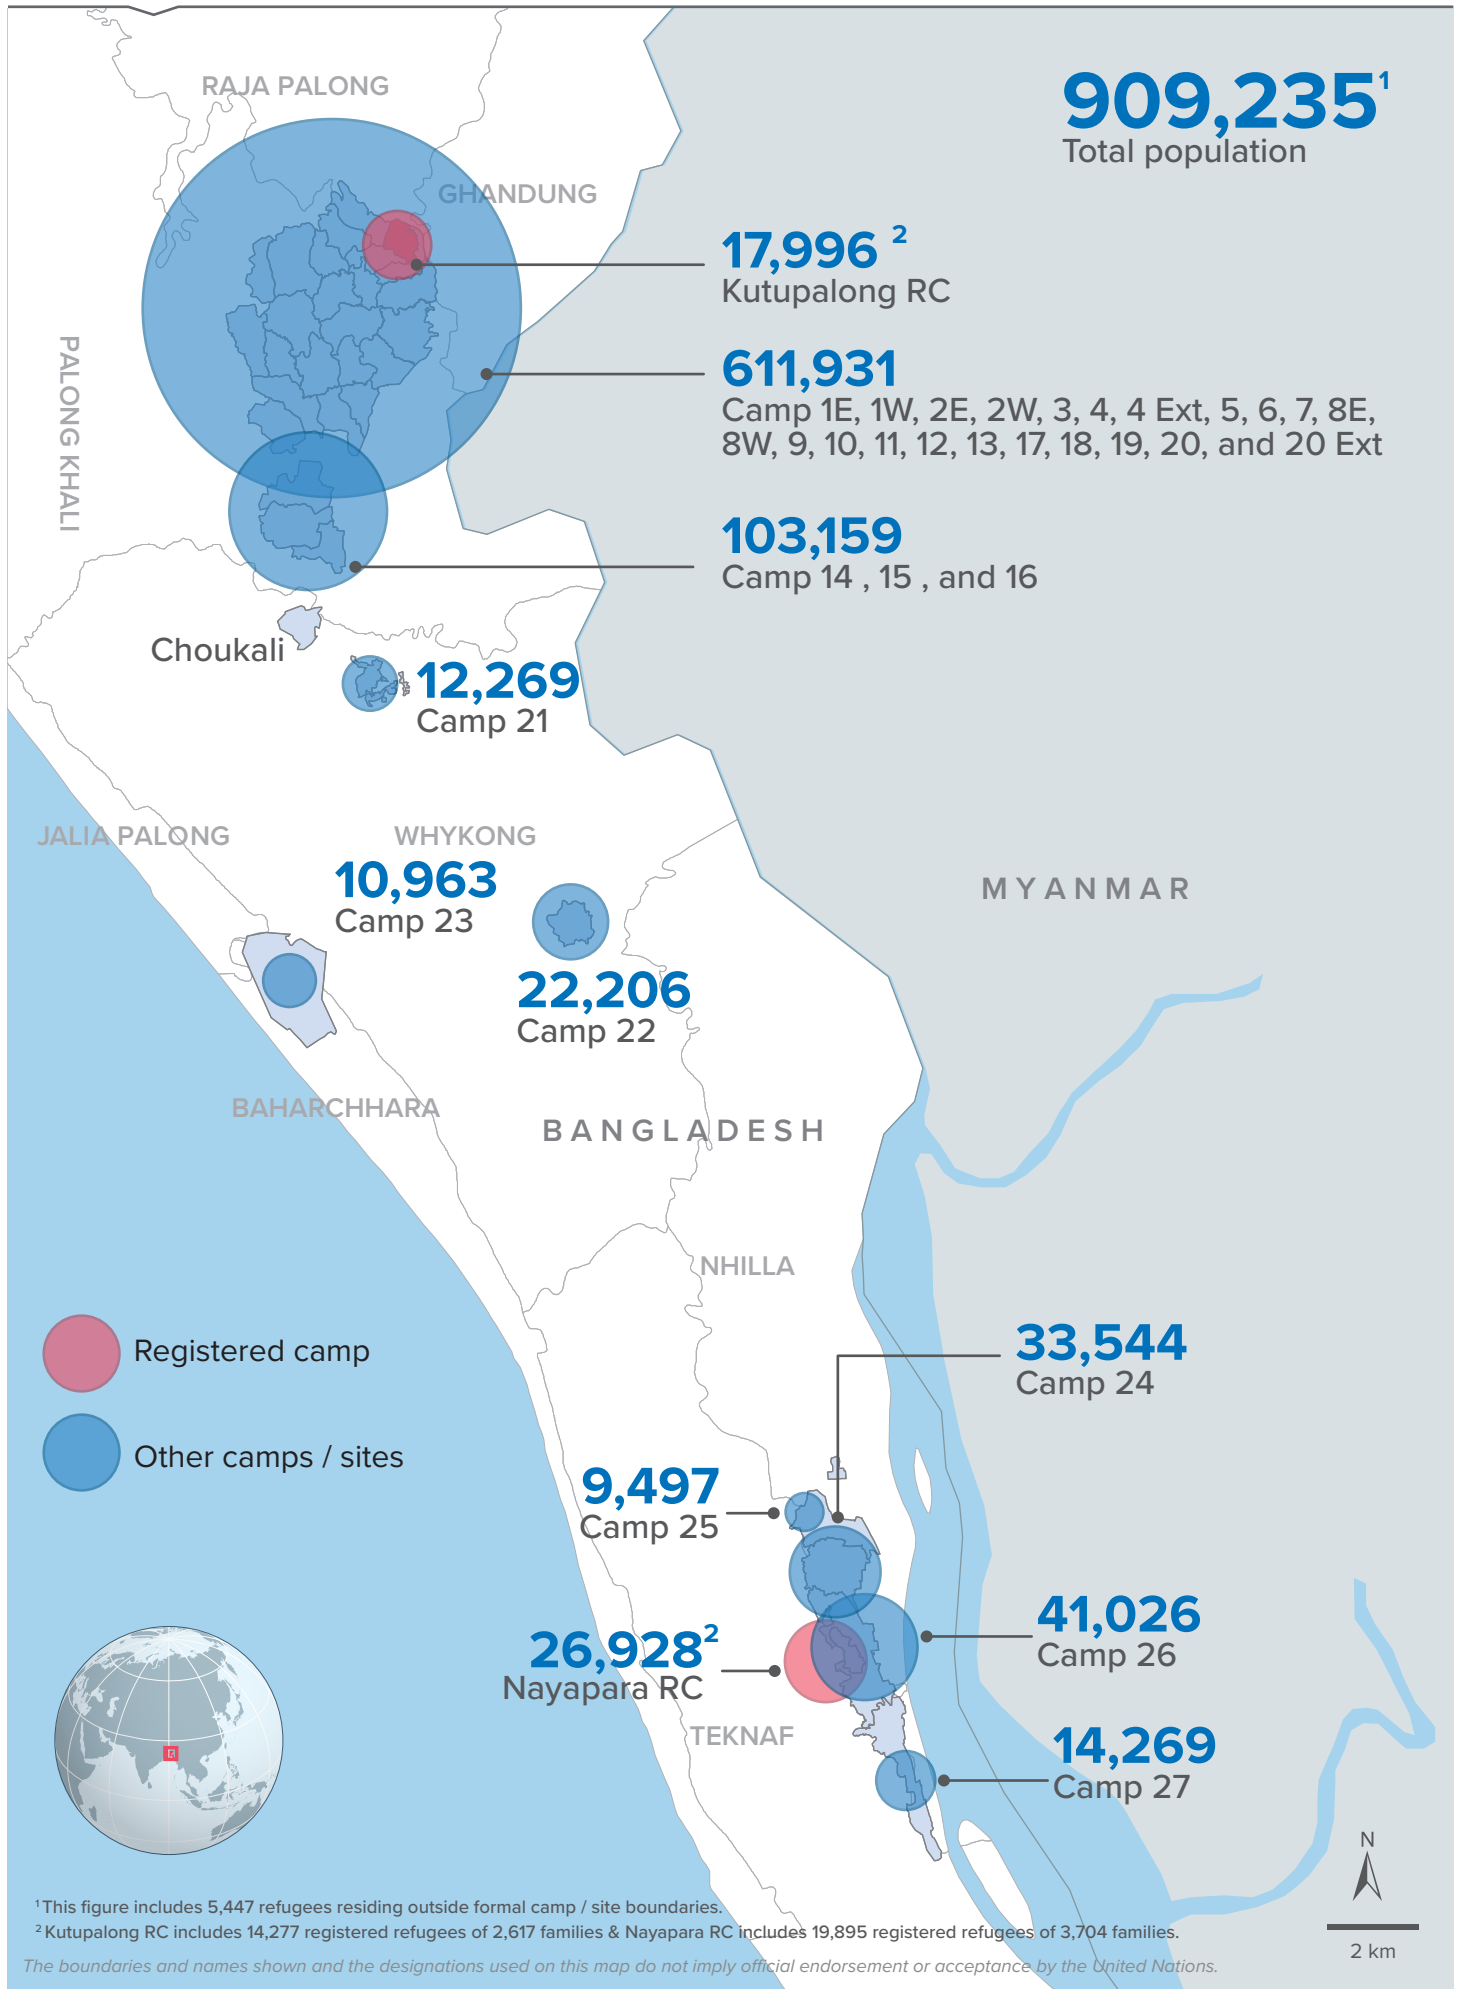 RAJA PALONG
909,235¹
Total population
GHANDUNG
17,996 ²
Kutupalong RC
PALONG KHALI
611,931
Camp 1E, 1W, 2E, 2W, 3, 4, 4 Ext, 5, 6, 7, 8E,
8W, 9, 10, 11, 12, 13, 17, 18, 19, 20, and 20 Ext
103,159
Camp 14 , 15 , and 16
Choukali
12,269
Camp 21
JALIA PALONG
WHYKONG
10,963
Camp 23
MYANMAR
22,206
Camp 22
BAHARCHHARA
BANGLADESH
NHILLA
33,544
Camp 24
Registered camp
Other camps / sites
9,497
Camp 25
41,026
Camp 26
26,928²
Nayapara RC
TEKNAF
14,269
Camp 27
N
2 km
¹ This figure includes 5,447 refugees residing outside formal camp / site boundaries.
² Kutupalong RC includes 14,277 registered refugees of 2,617 families & Nayapara RC includes 19,895 registered refugees of 3,704 families.
The boundaries and names shown and the designations used on this map do not imply official endorsement or acceptance by the United Nations.